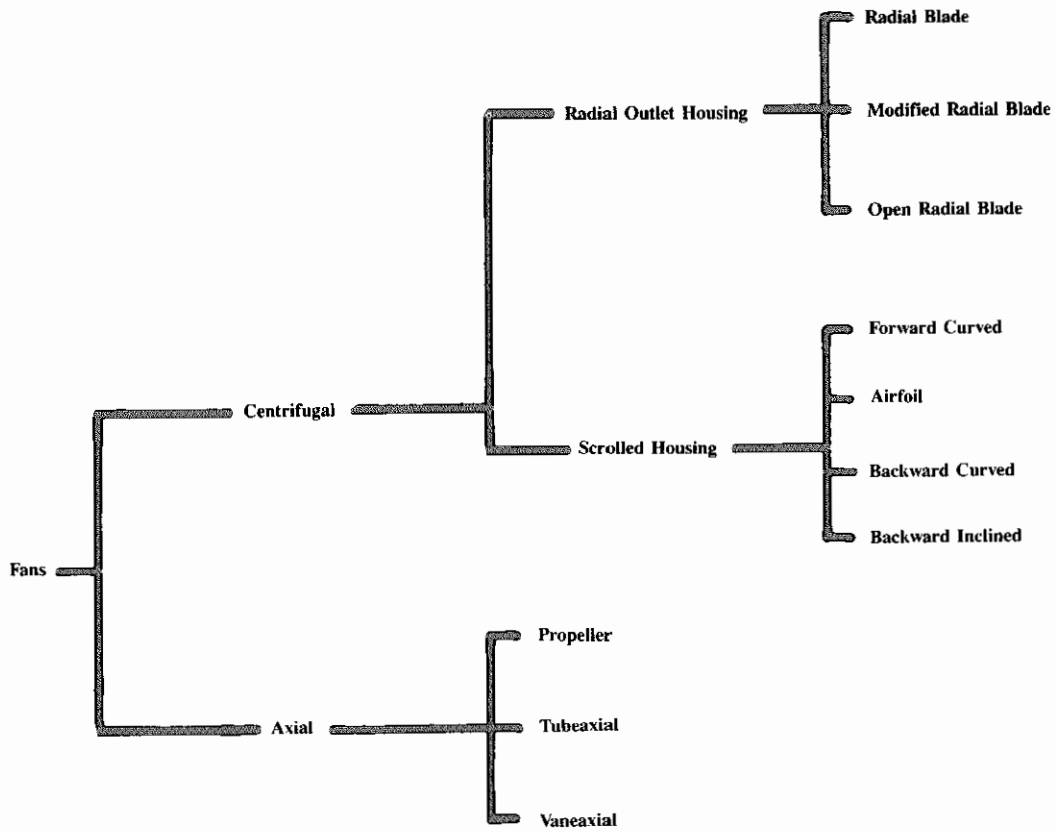 Radial Blade
Radial Outlet Housing
Modified Radial Blade
Open Radial Blade
Forward Curved
Centrifugal
Airfoil
Scrolled Housing
Backward Curved
Backward Inclined
Fans
Propeller
Axial
Tubeaxial
Vaneaxial